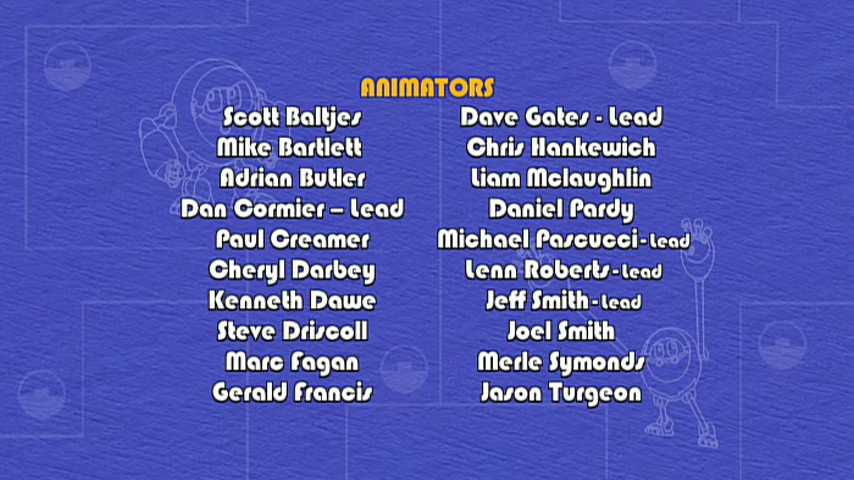 ANIMATORS
Scott Baltjes
Mike Bartlett
Adrian Butler
Dan Cormier – Lead
Paul Creamer
Cheryl Darbey
Kenneth Dawe
Steve Driscoll
Marc Fagan
Gerald Francis
Dave Gates - Lead
Chris Hankewich
Liam Mclaughlin
Daniel Pardy
Michael Pascucci - Lead
Lenn Roberts - Lead
Jeff Smith - Lead
Joel Smith
Merle Symonds
Jason Turgeon